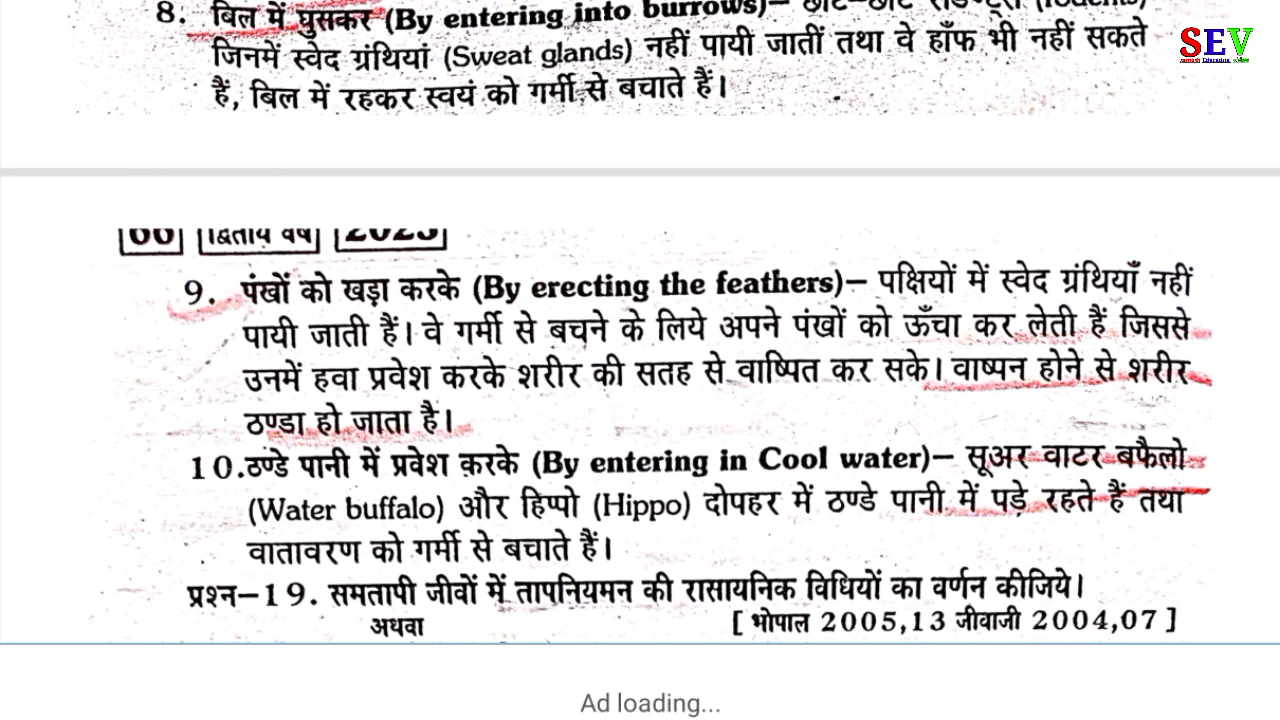 8. बिल में घुसकर (By entering into burrows)— छोटे-छोटे
जिनमें स्वेद ग्रंथियां (Sweat glands) नहीं पायी जातीं तथा वे हाँफ भी नहीं सकते
हैं, बिल में रहकर स्वयं को गर्मी से बचाते हैं।
SEV
66 द्वितीय वर्ष 2023
9. पंखों को खड़ा करके (By erecting the feathers)— पक्षियों में स्वेद ग्रंथियाँ नहीं
पायी जाती हैं। वे गर्मी से बचने के लिये अपने पंखों को ऊँचा कर लेती हैं जिससे
उनमें हवा प्रवेश करके शरीर की सतह से वाष्पित कर सके। वाष्पन होने से शरीर
ठण्डा हो जाता है।
10.ठण्डे पानी में प्रवेश क़रके (By entering in Cool water)— सूअर वाटर बफैलो
(Water buffalo) और हिप्पो (Hippo) दोपहर में ठण्डे पानी में पड़े रहते हैं तथा
वातावरण को गर्मी से बचाते हैं।
प्रश्न—19. समतापी जीवों में तापनियमन की रासायनिक विधियों का वर्णन कीजिये।
अथवा [ भोपाल 2005,13 जीवाजी 2004,07 ]
Ad loading...